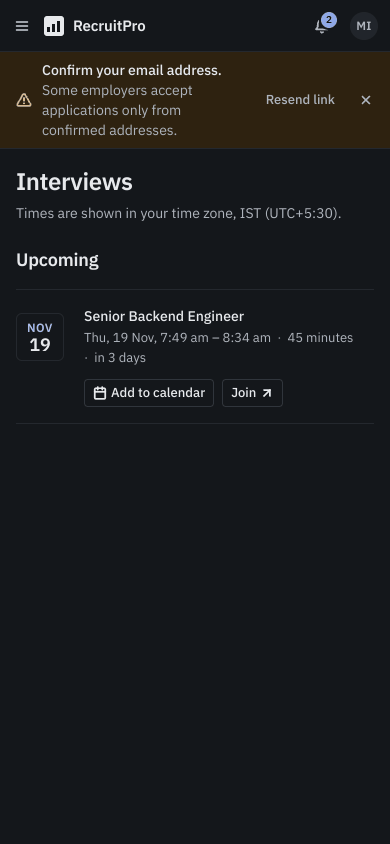 RecruitPro
2
MI
Confirm your email address.
Some employers accept
applications only from
confirmed addresses.
Resend link
Interviews
Times are shown in your time zone, IST (UTC+5:30).
Upcoming
NOV
19
Senior Backend Engineer
Thu, 19 Nov, 7:49 am – 8:34 am · 45 minutes
· in 3 days
Add to calendar
Join